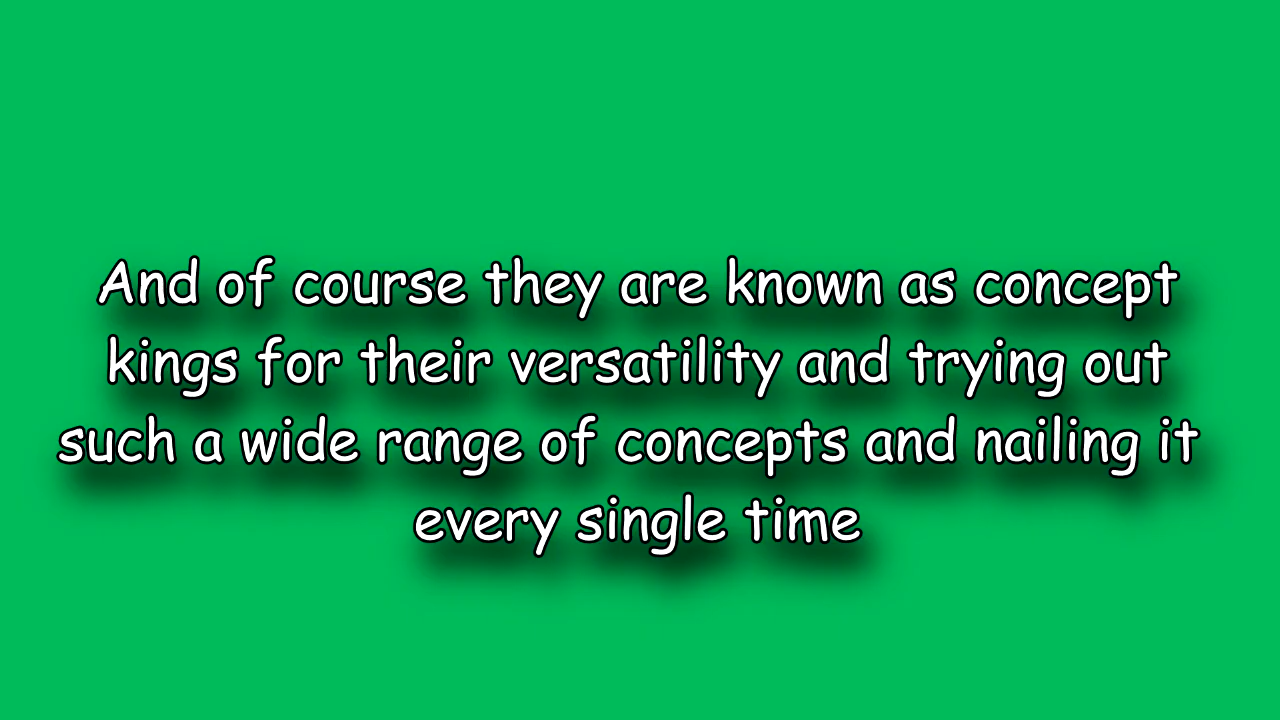 And of course they are known as concept
kings for their versatility and trying out
such a wide range of concepts and nailing it
every single time